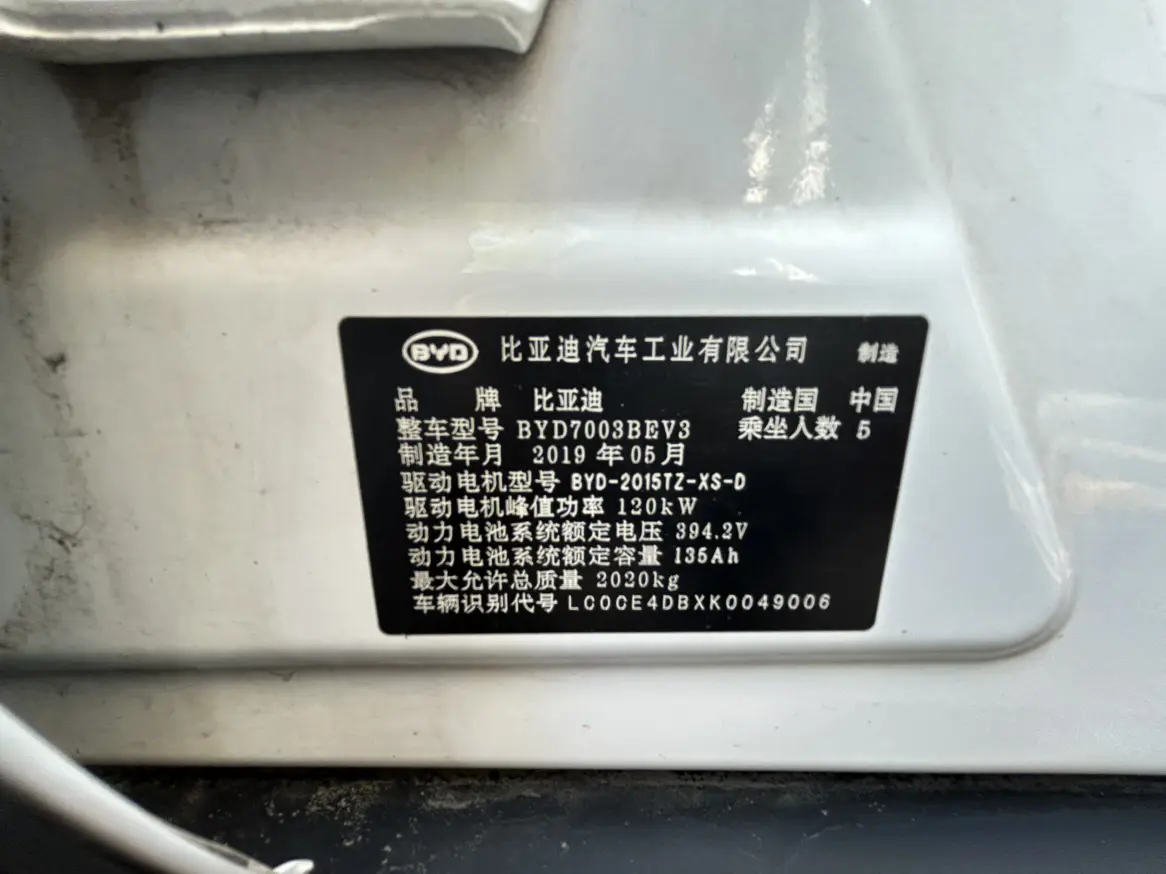 BYD 比亚迪汽车工业有限公司 制造
品 牌 比亚迪 制造国 中国
整车型号 BYD7003BEV3 乘坐人数 5
制造年月 2019 年 05 月
驱动电机型号 BYD-2015TZ-XS-D
驱动电机峰值功率 120kW
动力电池系统额定电压 394.2V
动力电池系统额定容量 135Ah
最大允许总质量 2020kg
车辆识别代号 LC0CE4DBXK0049006